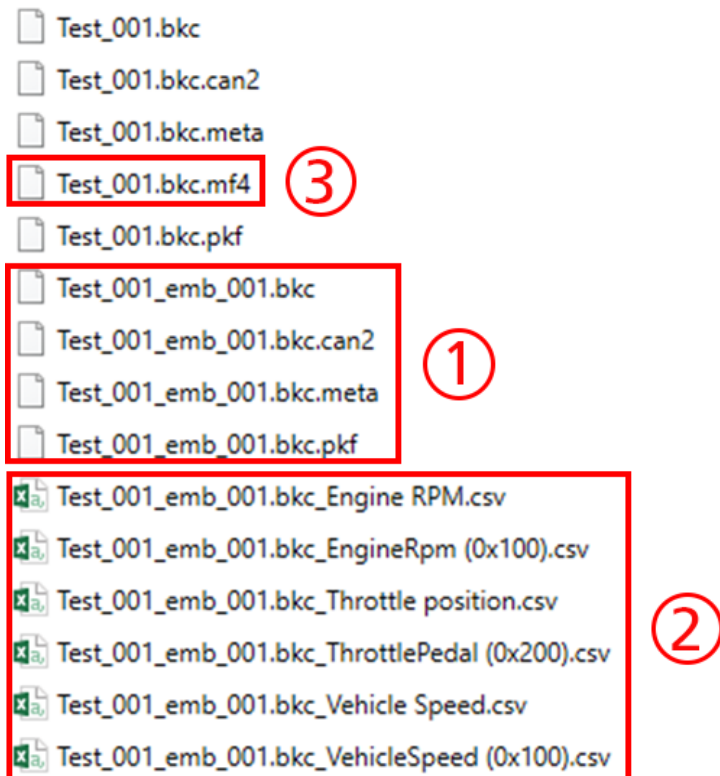 Test_001.bkc
Test_001.bkc.can2
Test_001.bkc.meta
Test_001.bkc.mf4 ③
Test_001.bkc.pkf
Test_001_emb_001.bkc
Test_001_emb_001.bkc.can2
①
Test_001_emb_001.bkc.meta
Test_001_emb_001.bkc.pkf
Test_001_emb_001.bkc_Engine RPM.csv
Test_001_emb_001.bkc_EngineRpm (0x100).csv
Test_001_emb_001.bkc_Throttle position.csv
②
Test_001_emb_001.bkc_ThrottlePedal (0x200).csv
Test_001_emb_001.bkc_Vehicle Speed.csv
Test_001_emb_001.bkc_VehicleSpeed (0x100).csv